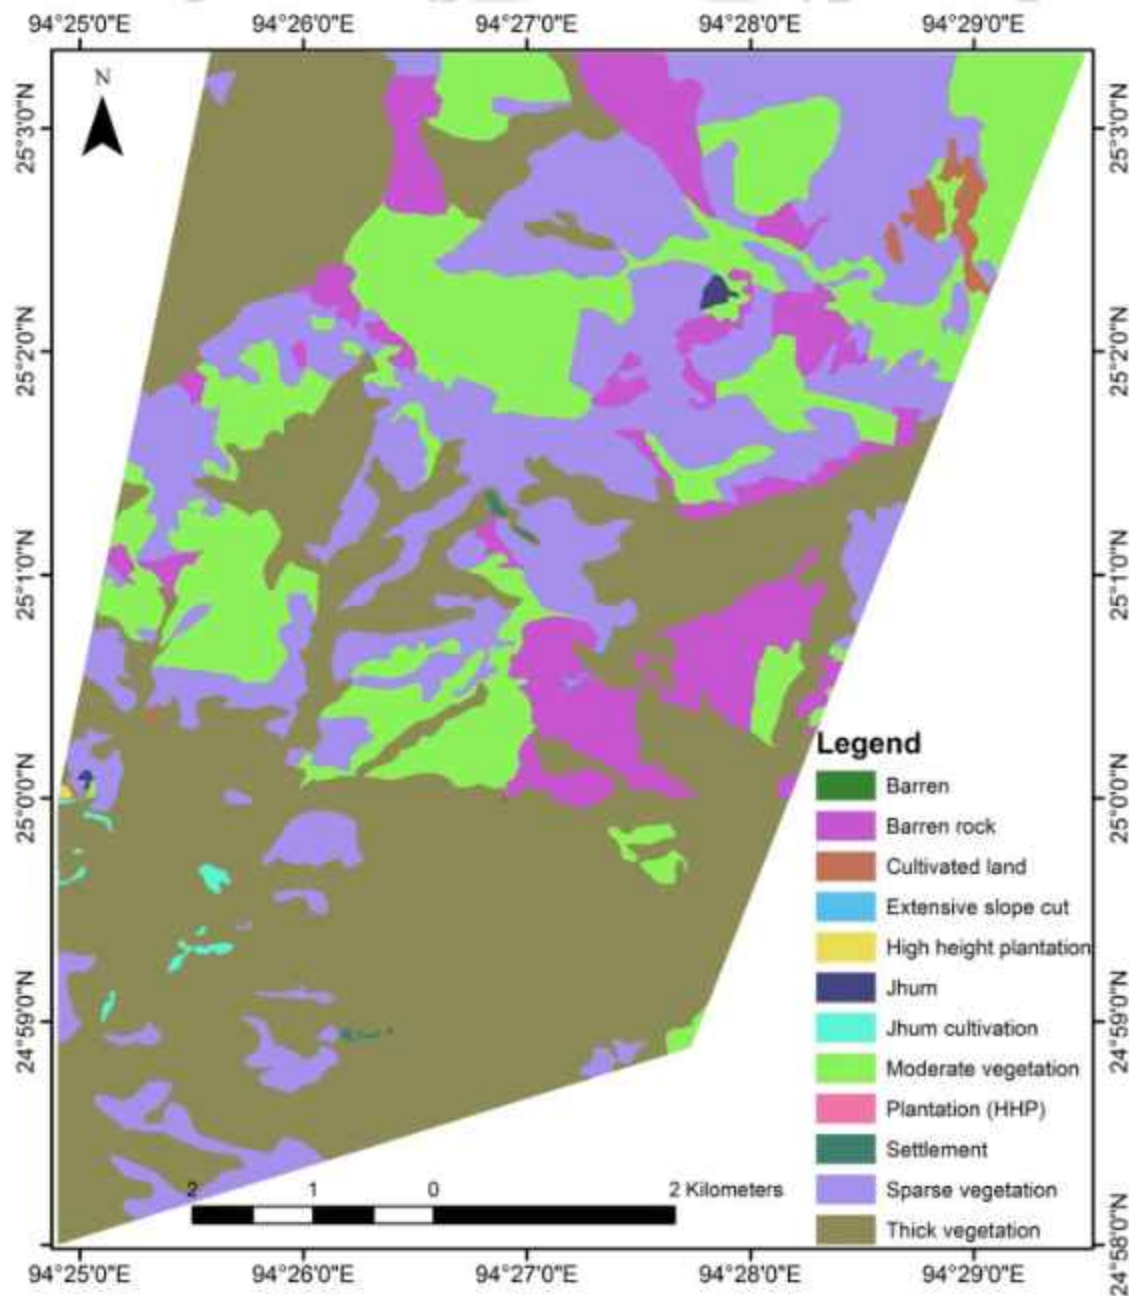 94°25'0"E 94°26'0"E 94°27'0"E 94°28'0"E 94°29'0"E
N
25°3'0"N 25°3'0"N
25°2'0"N 25°2'0"N
25°1'0"N 25°1'0"N
25°0'0"N 25°0'0"N
24°59'0"N 24°59'0"N
24°58'0"N
Legend
Barren
Barren rock
Cultivated land
Extensive slope cut
High height plantation
Jhum
Jhum cultivation
Moderate vegetation
Plantation (HHP)
Settlement
Sparse vegetation
Thick vegetation
2 1 0 2 Kilometers
94°25'0"E 94°26'0"E 94°27'0"E 94°28'0"E 94°29'0"E